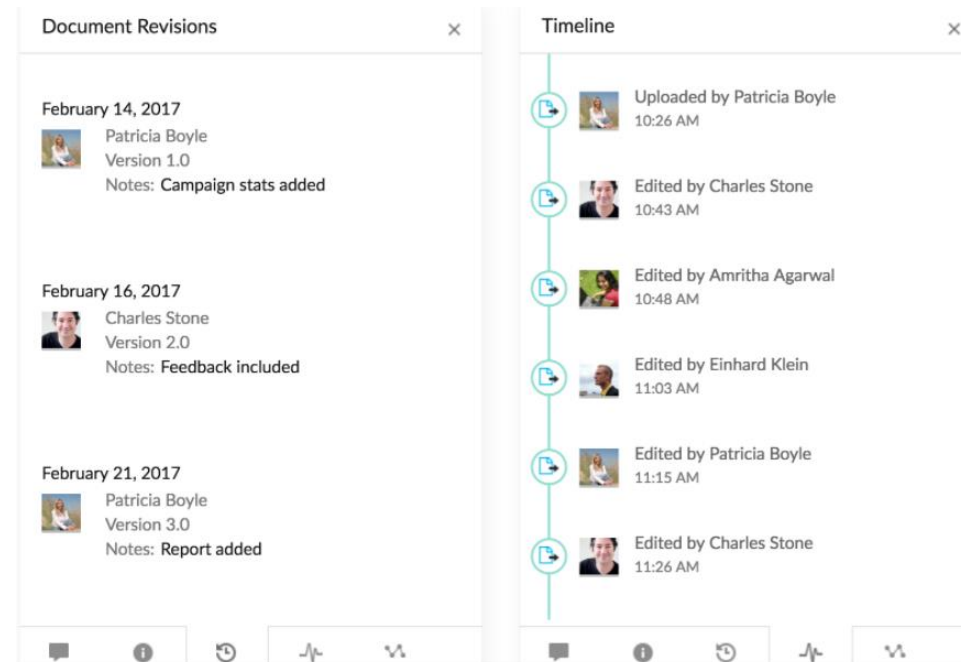 Document Revisions
February 14, 2017
Patricia Boyle
Version 1.0
Notes: Campaign stats added
February 16, 2017
Charles Stone
Version 2.0
Notes: Feedback included
February 21, 2017
Patricia Boyle
Version 3.0
Notes: Report added
Timeline
Uploaded by Patricia Boyle
10:26 AM
Edited by Charles Stone
10:43 AM
Edited by Amritha Agarwal
10:48 AM
Edited by Einhard Klein
11:03 AM
Edited by Patricia Boyle
11:15 AM
Edited by Charles Stone
11:26 AM